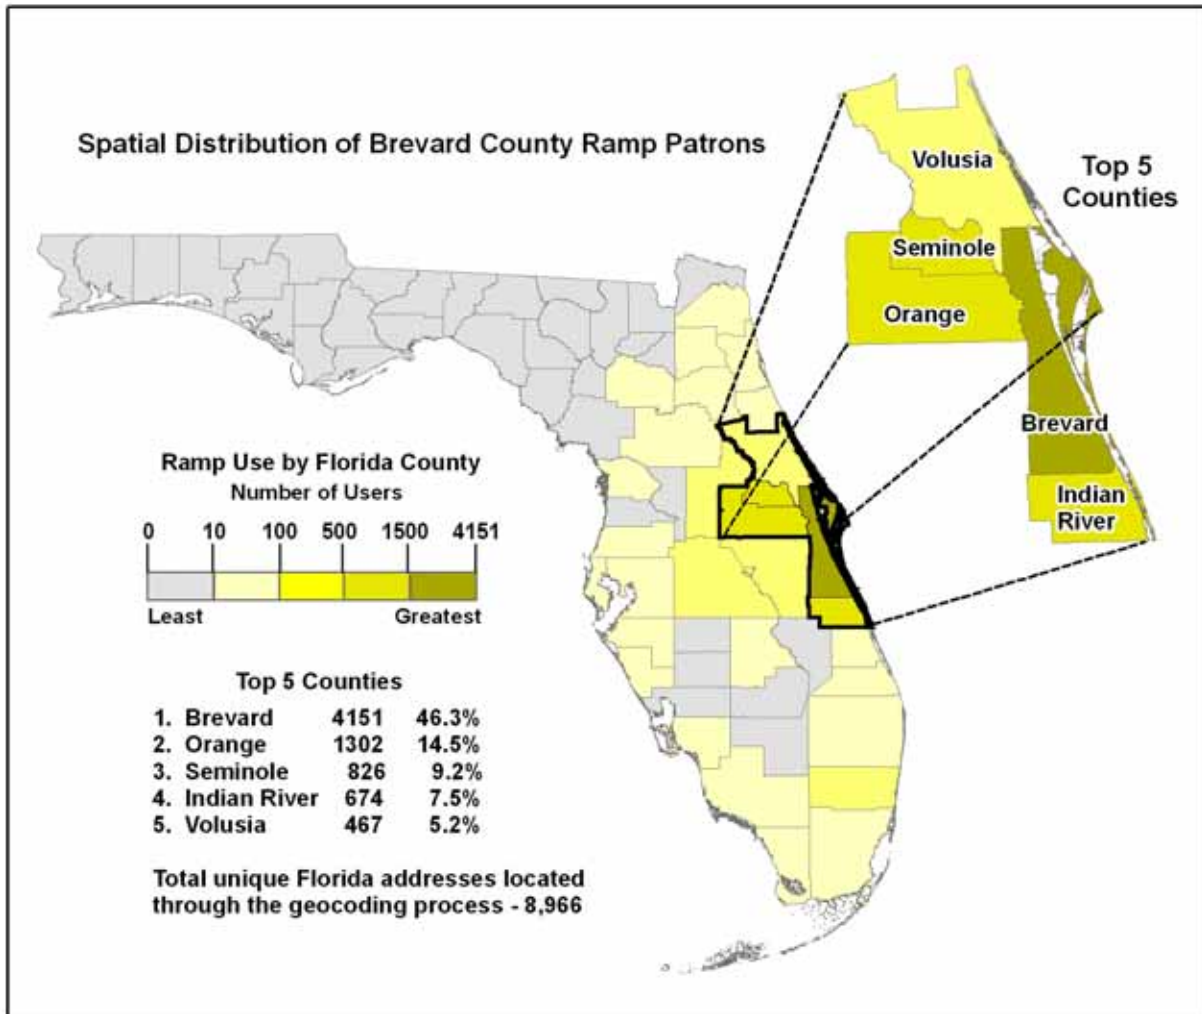 Spatial Distribution of Brevard County Ramp Patrons
Top 5
Counties
Volusia
Seminole
Orange
Brevard
Indian
River
Ramp Use by Florida County
Number of Users
0 10 100 500 1500 4151
Least Greatest
Top 5 Counties
1. Brevard 4151 46.3%
2. Orange 1302 14.5%
3. Seminole 826 9.2%
4. Indian River 674 7.5%
5. Volusia 467 5.2%
Total unique Florida addresses located
through the geocoding process - 8,966